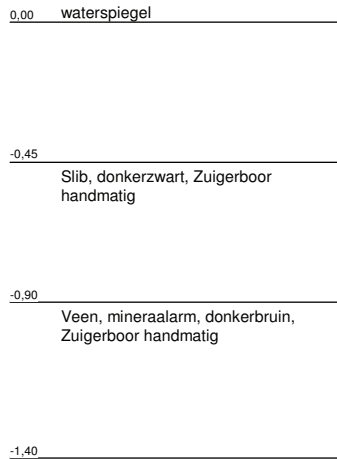 0,00 waterspiegel
-0,45
Slib, donkerzwart, Zuigerboor
handmatig
-0,90
Veen, mineraalarm, donkerbruin,
Zuigerboor handmatig
-1,40